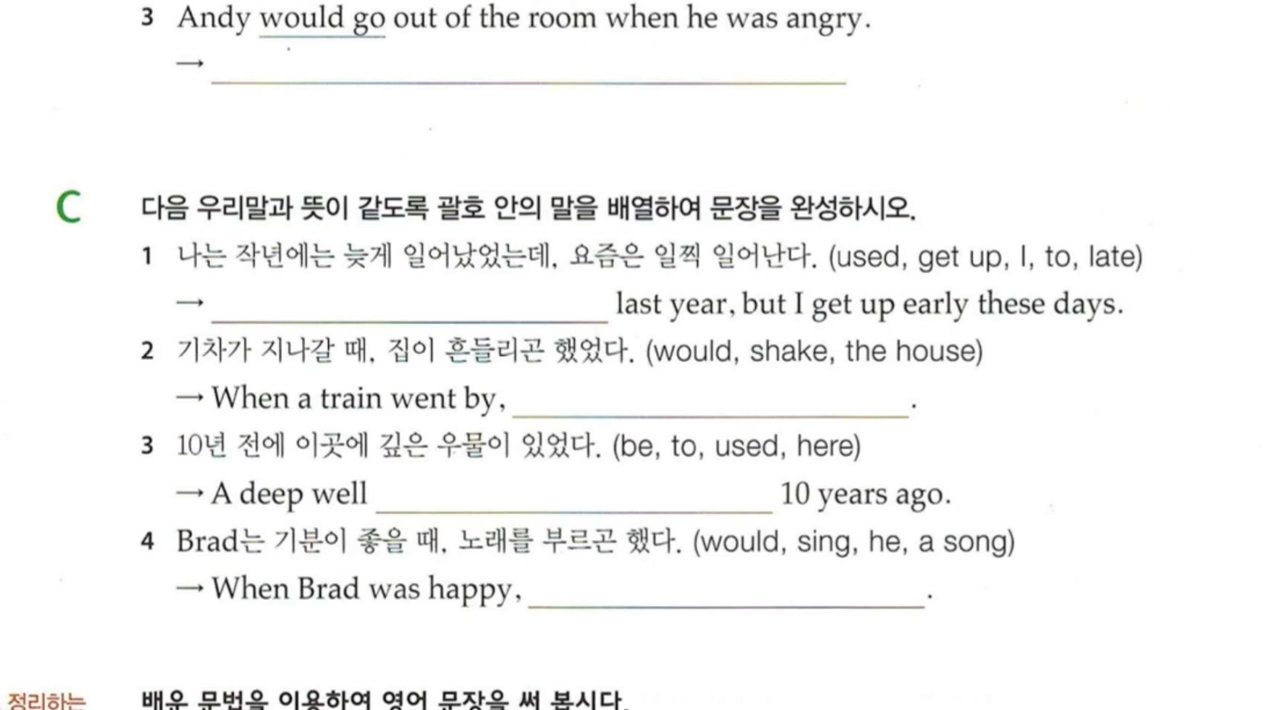 3 Andy would go out of the room when he was angry.
→
C 다음 우리말과 뜻이 같도록 괄호 안의 말을 배열하여 문장을 완성하시오.
1 나는 작년에는 늦게 일어났었는데, 요즘은 일찍 일어난다. (used, get up, I, to, late)
→ last year, but I get up early these days.
2 기차가 지나갈 때, 집이 흔들리곤 했었다. (would, shake, the house)
→ When a train went by, .
3 10년 전에 이곳에 깊은 우물이 있었다. (be, to, used, here)
→ A deep well 10 years ago.
4 Brad는 기분이 좋을 때, 노래를 부르곤 했다. (would, sing, he, a song)
→ When Brad was happy, .
정리하는 배운 문법을 이용하여 영어 문장을 써 봅시다.